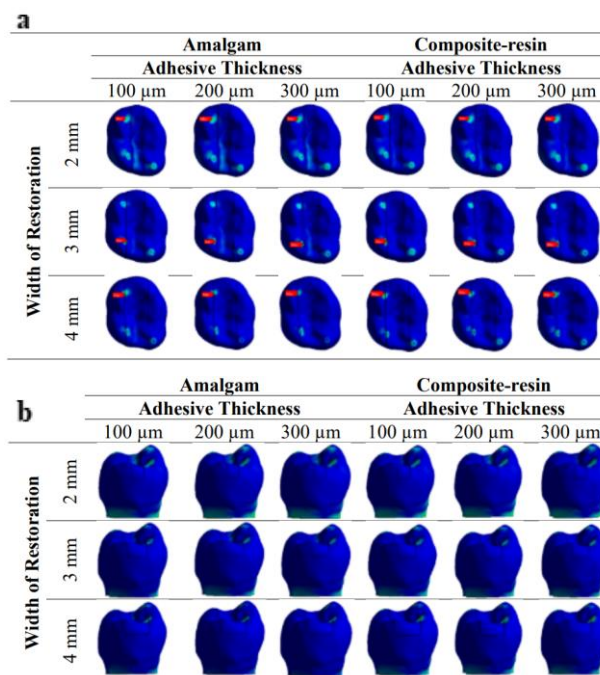 a
Amalgam Composite-resin
Adhesive Thickness Adhesive Thickness
100 µm 200 µm 300 µm 100 µm 200 µm 300 µm
Width of Restoration
2 mm
3 mm
4 mm
b
Amalgam Composite-resin
Adhesive Thickness Adhesive Thickness
100 µm 200 µm 300 µm 100 µm 200 µm 300 µm
Width of Restoration
2 mm
3 mm
4 mm